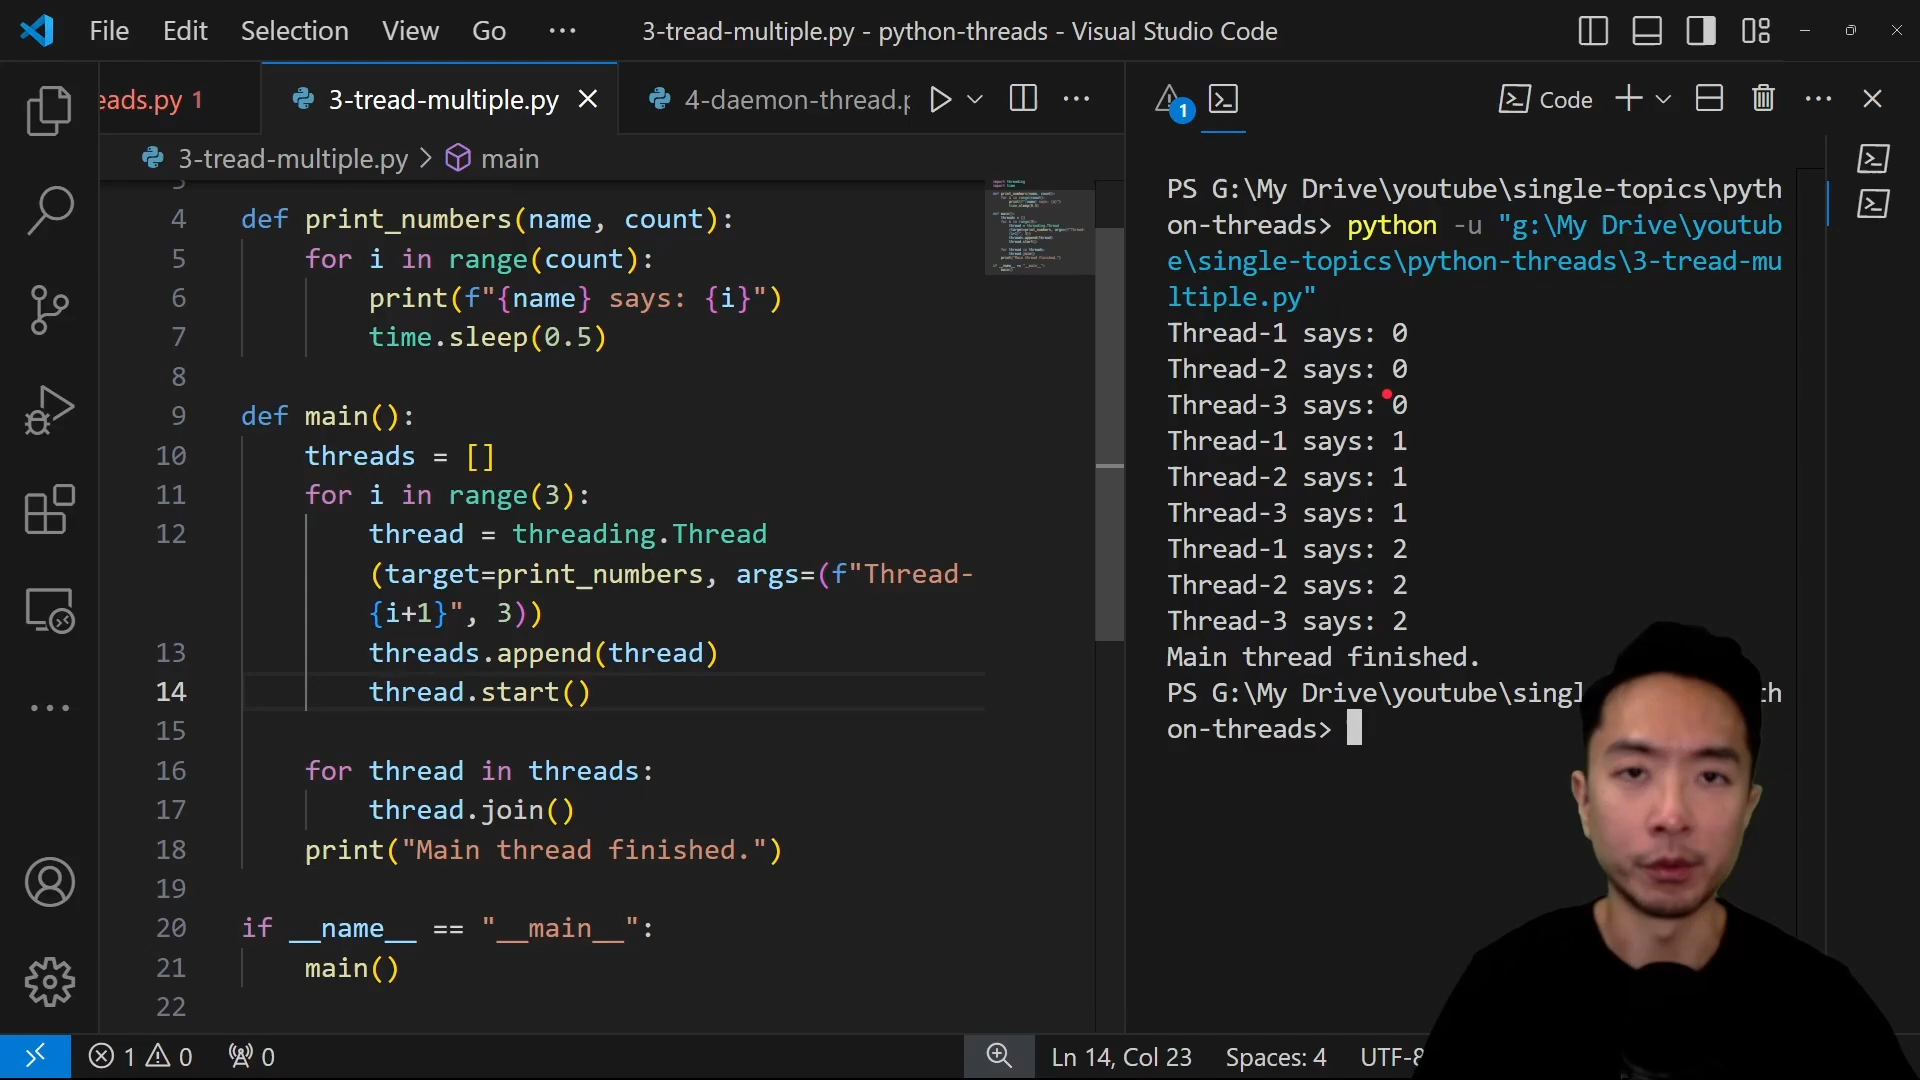 File Edit Selection View Go ··· 3-tread-multiple.py - python-threads - Visual Studio Code
eads.py 1 3-tread-multiple.py 4-daemon-thread.p
3-tread-multiple.py > main
3
4 def print_numbers(name, count):
5 for i in range(count):
6 print(f"{name} says: {i}")
7 time.sleep(0.5)
8
9 def main():
10 threads = []
11 for i in range(3):
12 thread = threading.Thread
(target=print_numbers, args=(f"Thread-
{i+1}", 3))
13 threads.append(thread)
14 thread.start()
15
16 for thread in threads:
17 thread.join()
18 print("Main thread finished.")
19
20 if __name__ == "__main__":
21 main()
22
1 Code
PS G:\My Drive\youtube\single-topics\pyth
on-threads> python -u "g:\My Drive\youtub
e\single-topics\python-threads\3-tread-mu
ltiple.py"
Thread-1 says: 0
Thread-2 says: 0
Thread-3 says: 0
Thread-1 says: 1
Thread-2 says: 1
Thread-3 says: 1
Thread-1 says: 2
Thread-2 says: 2
Thread-3 says: 2
Main thread finished.
PS G:\My Drive\youtube\singl th
on-threads>
1 0 0 Ln 14, Col 23 Spaces: 4 UTF-8